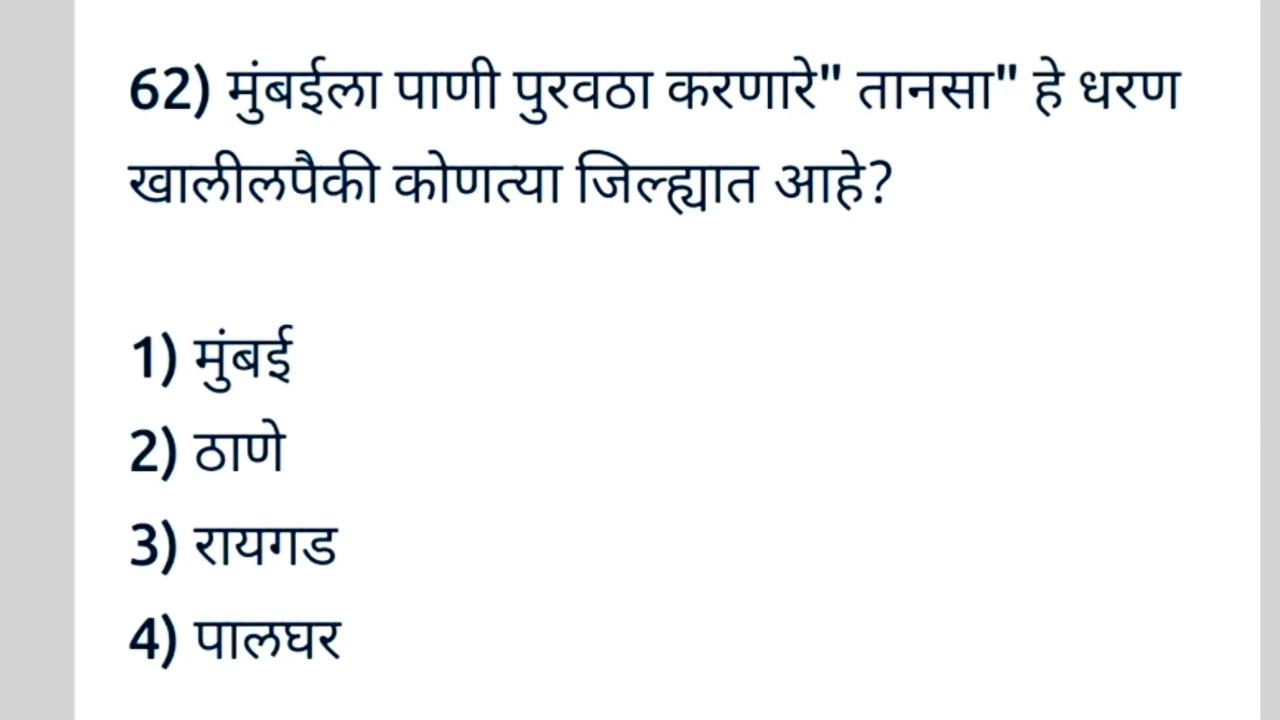 62) मुंबईला पाणी पुरवठा करणारे" तानसा" हे धरण
खालीलपैकी कोणत्या जिल्ह्यात आहे?
1) मुंबई
2) ठाणे
3) रायगड
4) पालघर